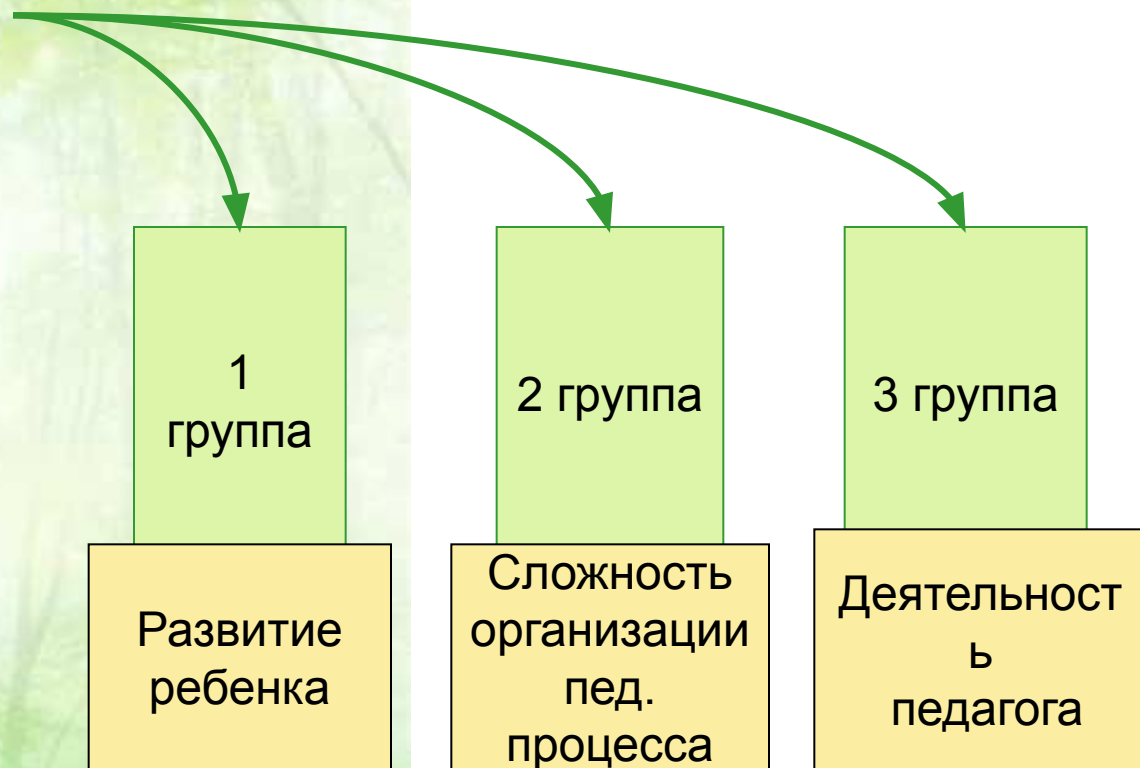 1
группа
2 группа
3 группа
Развитие
ребенка
Сложность
организации
пед.
процесса
Деятельност
ь
педагога